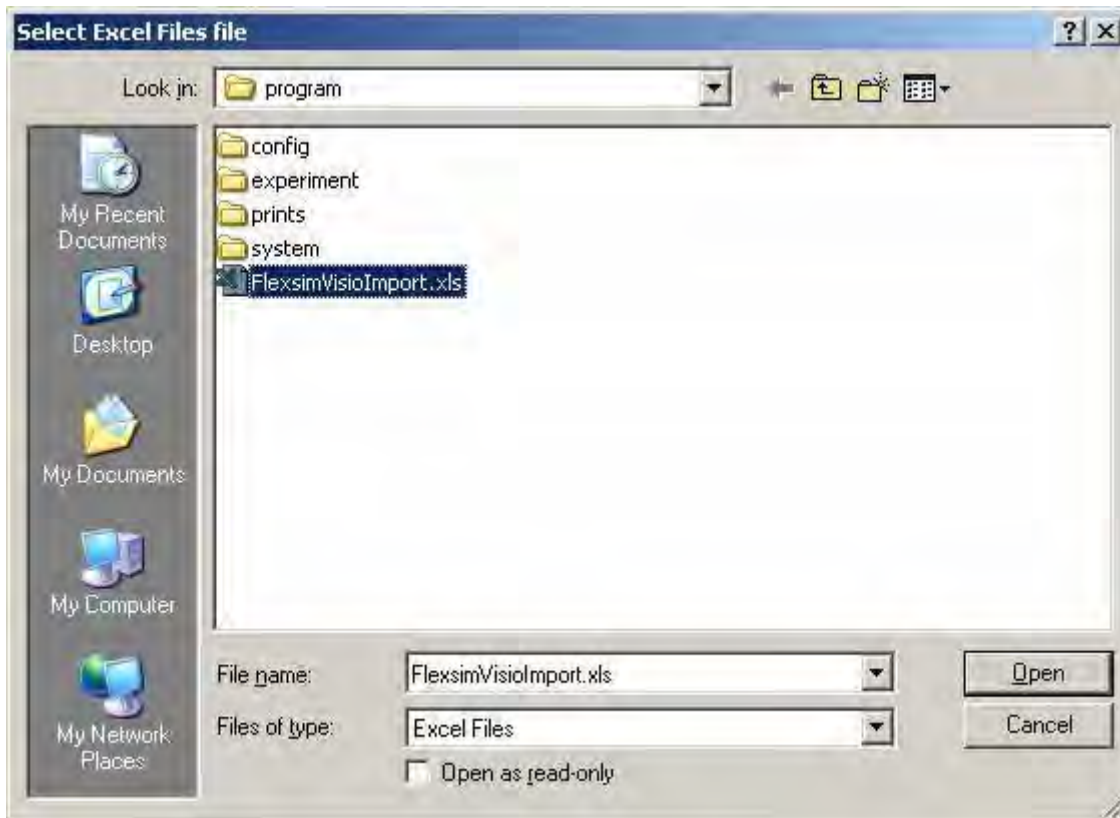 Select Excel Files file
Look in: program
config
experiment
prints
system
FlexsimVisioImport.xls
My Recent
Documents
Desktop
My Documents
My Computer
My Network
Places
File name: FlexsimVisioImport.xls Open
Files of type: Excel Files Cancel
Open as read-only